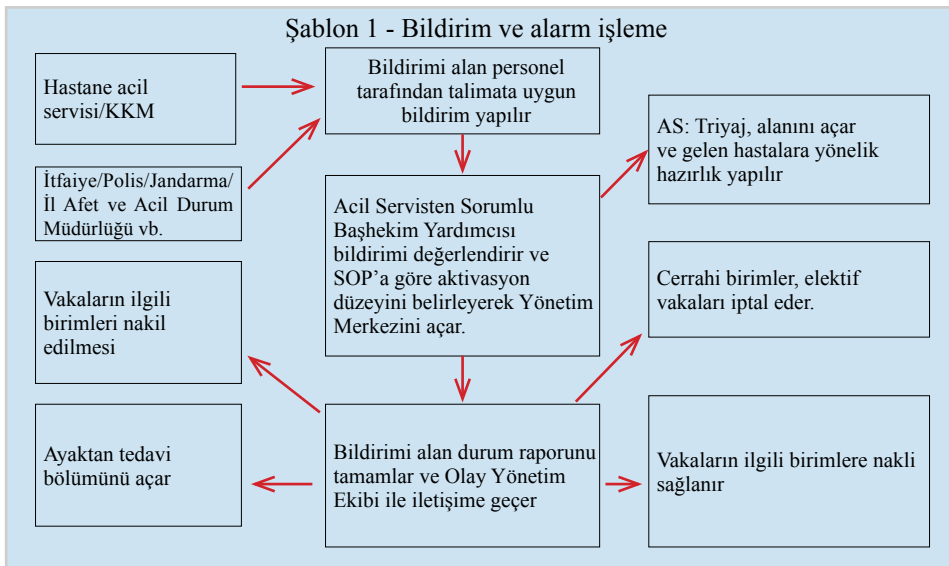 Şablon 1 - Bildirim ve alarm işleme
Hastane acil
servisi/KKM
Bildirimi alan personel
tarafından talimata uygun
bildirim yapılır
AS: Triyaj, alanını açar
ve gelen hastalara yönelik
hazırlık yapılır
İtfaiye/Polis/Jandarma/
İl Afet ve Acil Durum
Müdürlüğü vb.
Acil Servisten Sorumlu
Başhekim Yardımcısı
bildirimi değerlendirir ve
SOP’a göre aktivasyon
düzeyini belirleyerek Yönetim
Merkezini açar.
Vakaların ilgili
birimleri nakil
edilmesi
Cerrahi birimler, elektif
vakaları iptal eder.
Ayaktan tedavi
bölümünü açar
Bildirimi alan durum raporunu
tamamlar ve Olay Yönetim
Ekibi ile iletişime geçer
Vakaların ilgili birimlere nakli
sağlanır